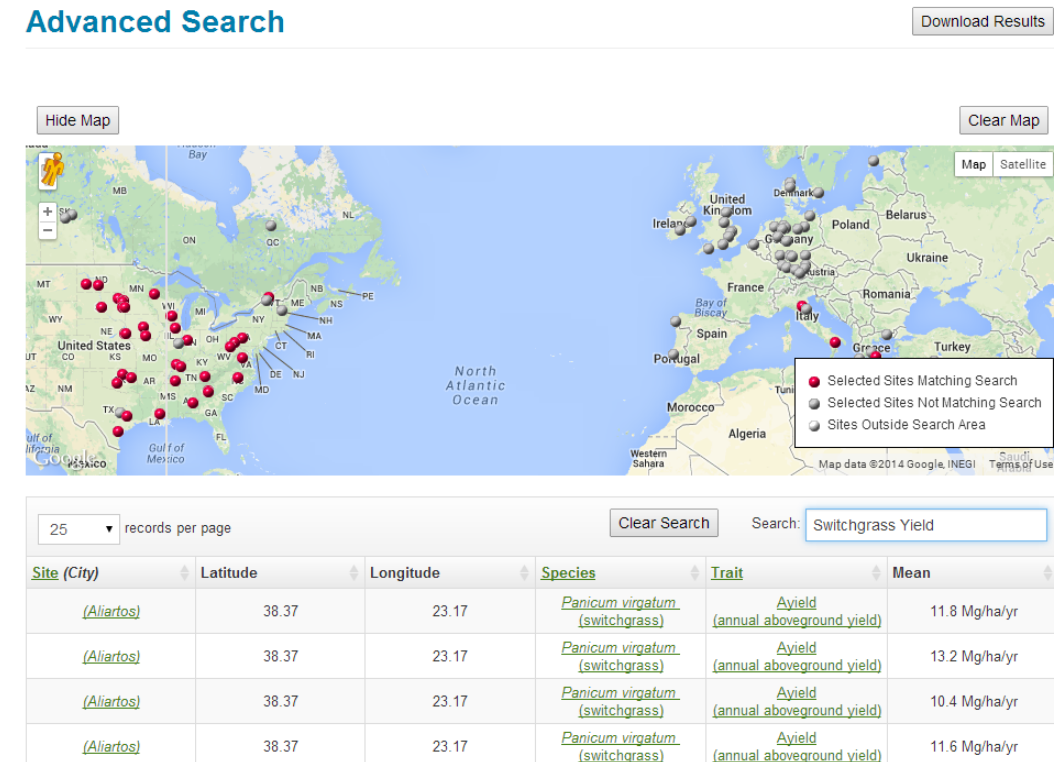 Advanced Search
Download Results
Hide Map
Clear Map
Bay
Map Satellite
MB
NL
ON
QC
United
Kingdom
Ireland
Denmark
Poland
Belarus
Germany
Ukraine
Austria
France
Romania
MT
ND
MN
NB
PE
WI
MI
VT
ME
NS
WY
NY
NH
Bay of
Biscay
Italy
NE
MA
United States
OH
CT
RI
Spain
Greece
Turkey
UT
CO
KS
MO
KY
WV
VA
DE
NJ
Portugal
North
Atlantic
Ocean
AZ
NM
AR
TN
MD
MS
SC
TX
GA
LA
Morocco
FL
Algeria
Gulf of
Mexico
Western
Sahara
Google
Mexico
Selected Sites Matching Search
Selected Sites Not Matching Search
Sites Outside Search Area
Map data ©2014 Google, INEGI Terms of Use
25 records per page
Clear Search
Search: Switchgrass Yield
Site (City) Latitude Longitude Species Trait Mean
(Aliartos) 38.37 23.17 Panicum virgatum (switchgrass) Ayield (annual aboveground yield) 11.8 Mg/ha/yr
(Aliartos) 38.37 23.17 Panicum virgatum (switchgrass) Ayield (annual aboveground yield) 13.2 Mg/ha/yr
(Aliartos) 38.37 23.17 Panicum virgatum (switchgrass) Ayield (annual aboveground yield) 10.4 Mg/ha/yr
(Aliartos) 38.37 23.17 Panicum virgatum (switchgrass) Ayield (annual aboveground yield) 11.6 Mg/ha/yr